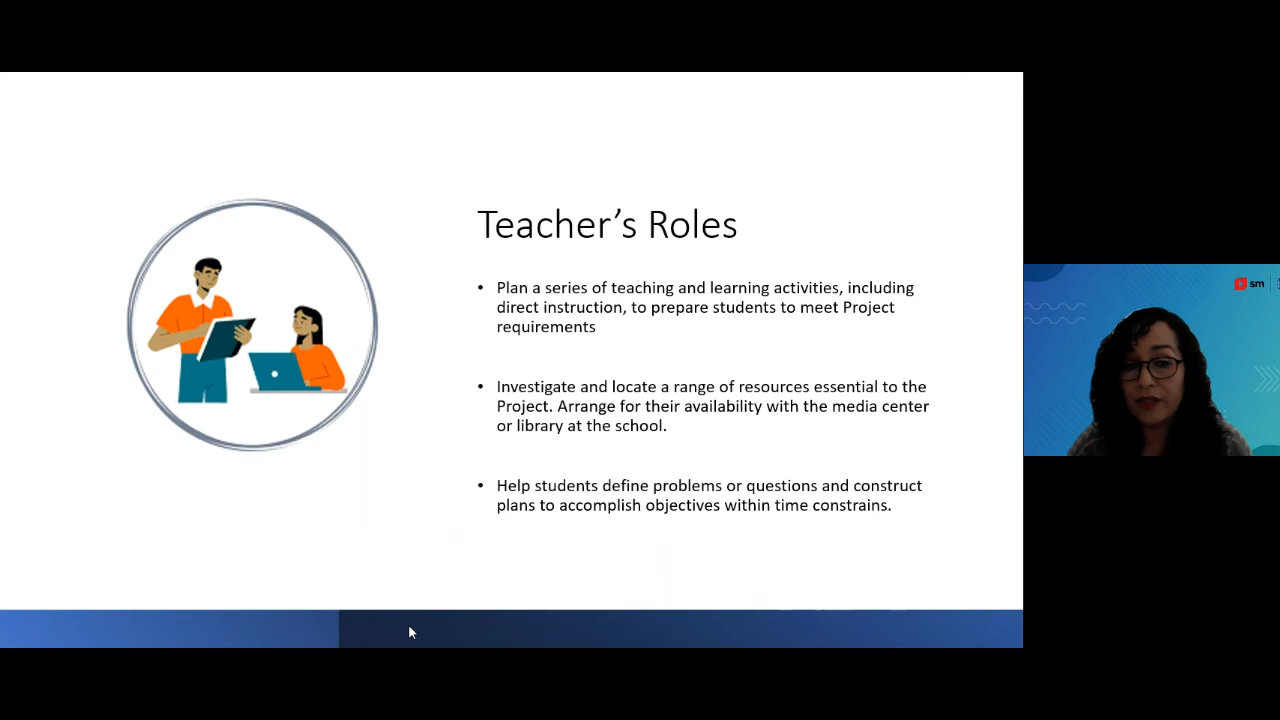 Teacher’s Roles
• Plan a series of teaching and learning activities, including
direct instruction, to prepare students to meet Project
requirements
• Investigate and locate a range of resources essential to the
Project. Arrange for their availability with the media center
or library at the school.
• Help students define problems or questions and construct
plans to accomplish objectives within time constrains.
sm